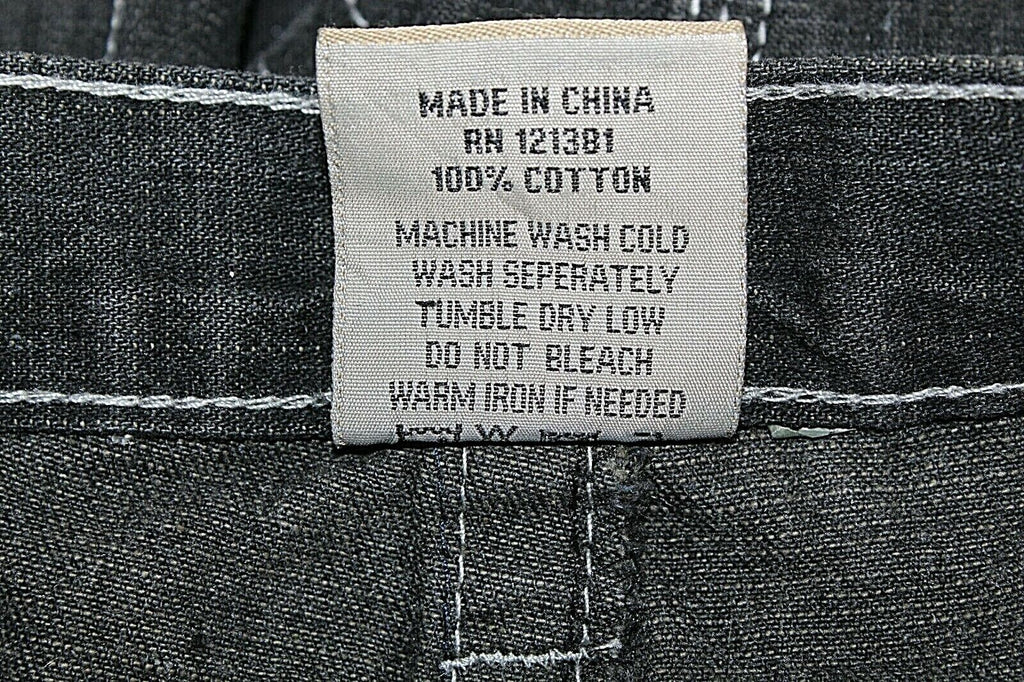 MADE IN CHINA
RN 121381
100% COTTON
MACHINE WASH COLD
WASH SEPERATELY
TUMBLE DRY LOW
DO NOT BLEACH
WARM IRON IF NEEDED